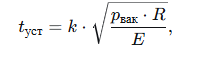 t_уст = k · √(p_вак · R / E),